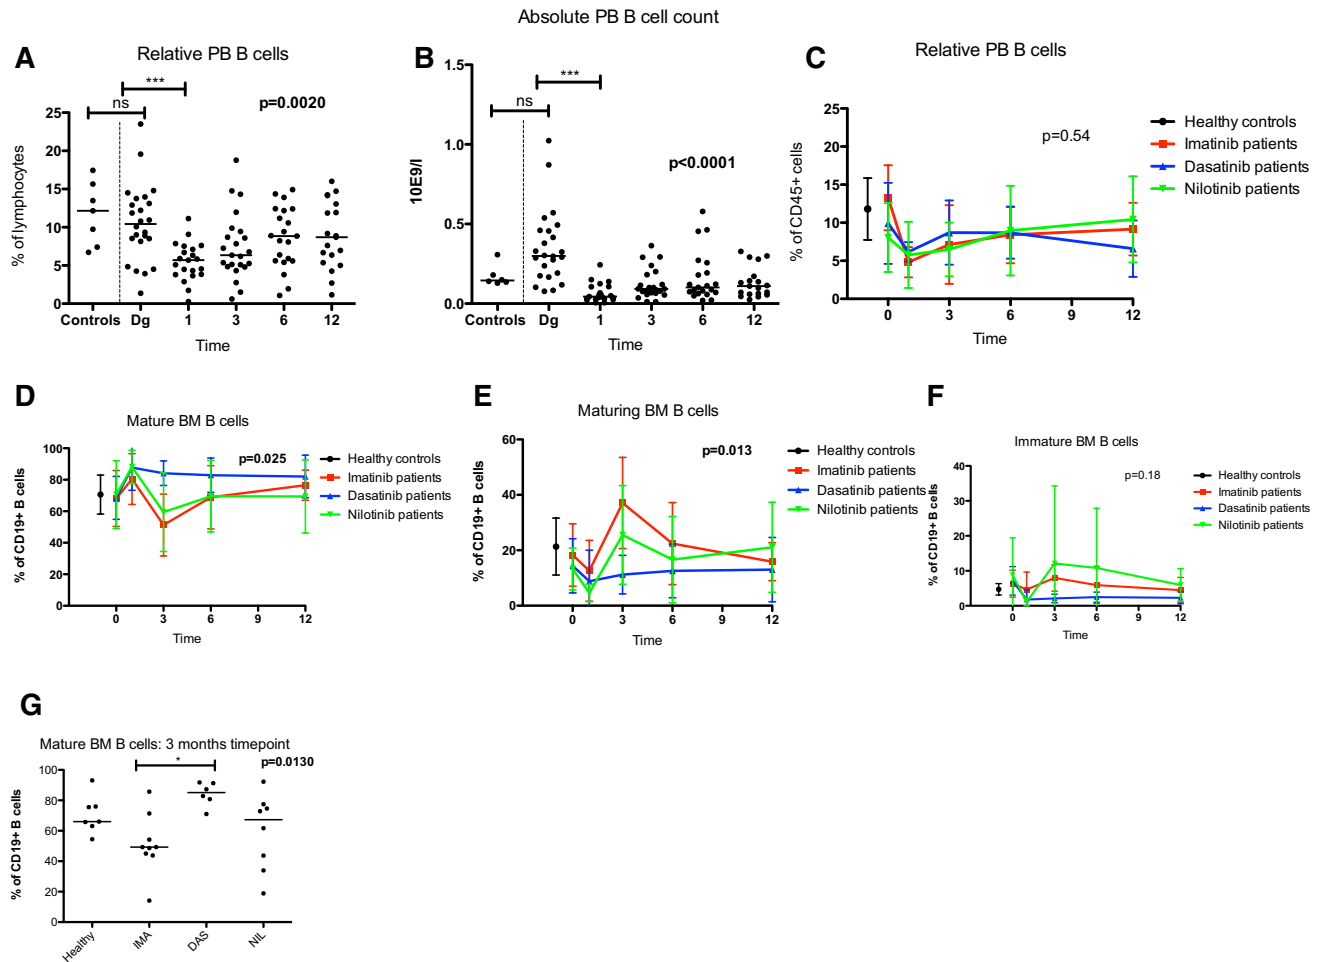 Absolute PB B cell count
A
Relative PB B cells
***
ns
p=0.0020
% of lymphocytes
25
20
15
10
5
0
Controls Dg 1 3 6 12
Time
B
***
ns
p<0.0001
10E9/l
1.5
1.0
0.5
0.0
Controls Dg 1 3 6 12
Time
C
Relative PB B cells
p=0.54
% of CD45+ cells
25
20
15
10
5
0
0 3 6 9 12
Time
Healthy controls
Imatinib patients
Dasatinib patients
Nilotinib patients
D
Mature BM B cells
p=0.025
% of CD19+ B cells
100
80
60
40
20
0
0 3 6 9 12
Time
Healthy controls
Imatinib patients
Dasatinib patients
Nilotinib patients
E
Maturing BM B cells
p=0.013
% of CD19+ B cells
60
40
20
0
0 3 6 9 12
Time
Healthy controls
Imatinib patients
Dasatinib patients
Nilotinib patients
F
Immature BM B cells
p=0.18
% of CD19+ B cells
40
30
20
10
0
0 3 6 9 12
Time
Healthy controls
Imatinib patients
Dasatinib patients
Nilotinib patients
G
Mature BM B cells: 3 months timepoint
*
p=0.0130
% of CD19+ B cells
100
80
60
40
20
0
Healthy IMA DAS NIL